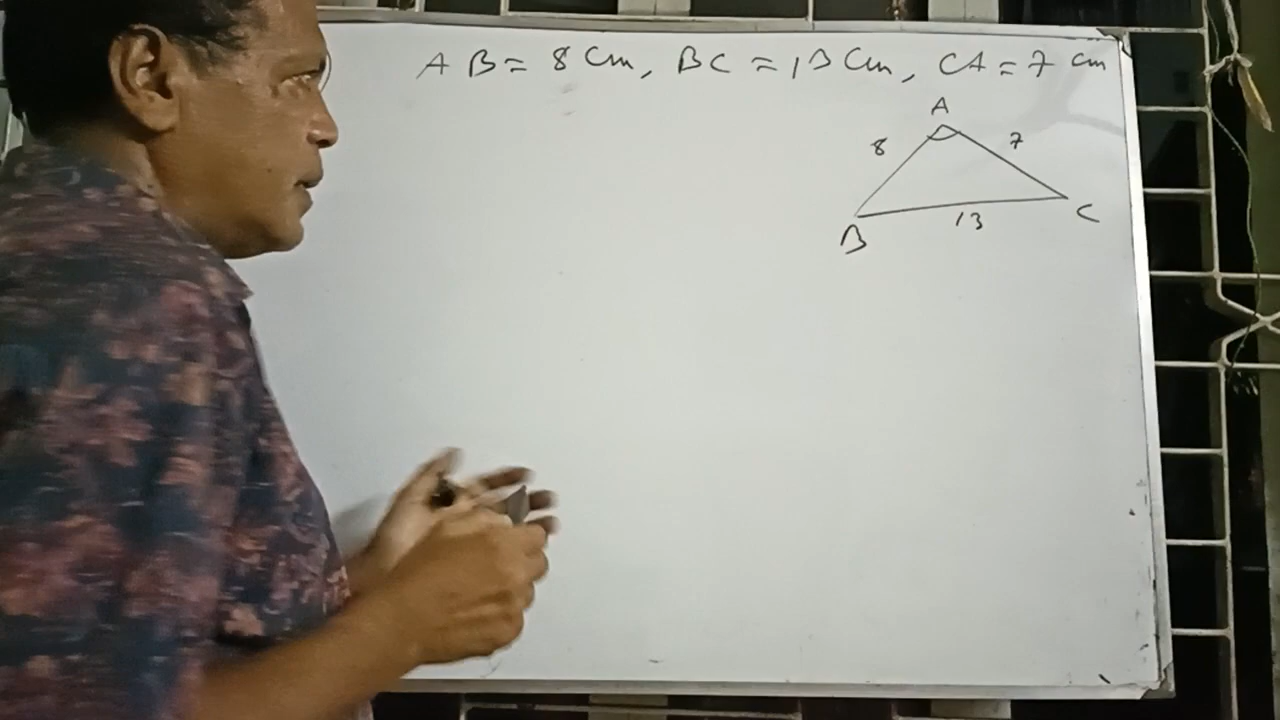 AB = 8 cm, BC = 13 cm, CA = 7 cm
A
8 7
13
B C